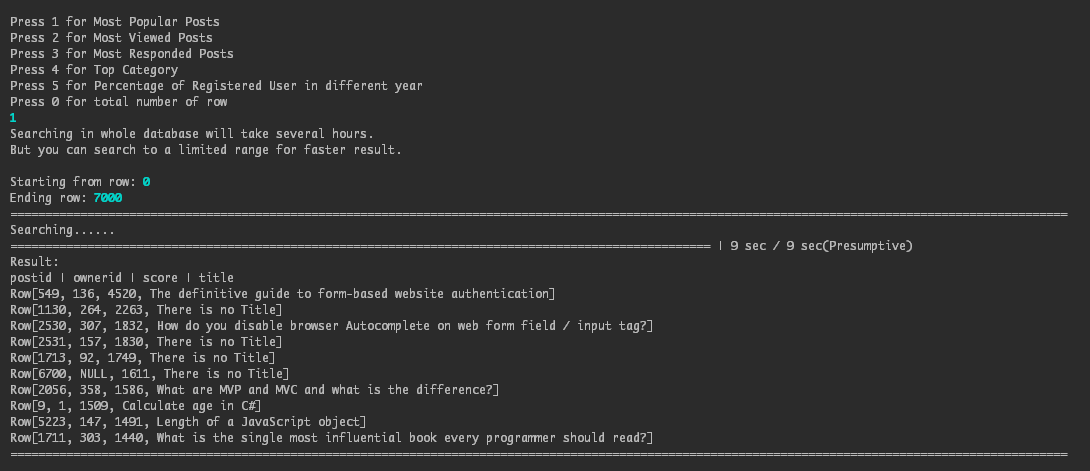 Press 1 for Most Popular Posts
Press 2 for Most Viewed Posts
Press 3 for Most Responded Posts
Press 4 for Top Category
Press 5 for Percentage of Registered User in different year
Press 0 for total number of row
1
Searching in whole database will take several hours.
But you can search to a limited range for faster result.
Starting from row: 0
Ending row: 7000
======================================================================================================================================================
Searching......
==================================================================================================== | 9 sec / 9 sec(Presumptive)
Result:
postid | ownerid | score | title
Row[549, 136, 4520, The definitive guide to form-based website authentication]
Row[1130, 264, 2263, There is no Title]
Row[2530, 307, 1832, How do you disable browser Autocomplete on web form field / input tag?]
Row[2531, 157, 1830, There is no Title]
Row[1713, 92, 1749, There is no Title]
Row[6700, NULL, 1611, There is no Title]
Row[2056, 358, 1586, What are MVP and MVC and what is the difference?]
Row[9, 1, 1509, Calculate age in C#]
Row[5223, 147, 1491, Length of a JavaScript object]
Row[1711, 303, 1440, What is the single most influential book every programmer should read?]
======================================================================================================================================================